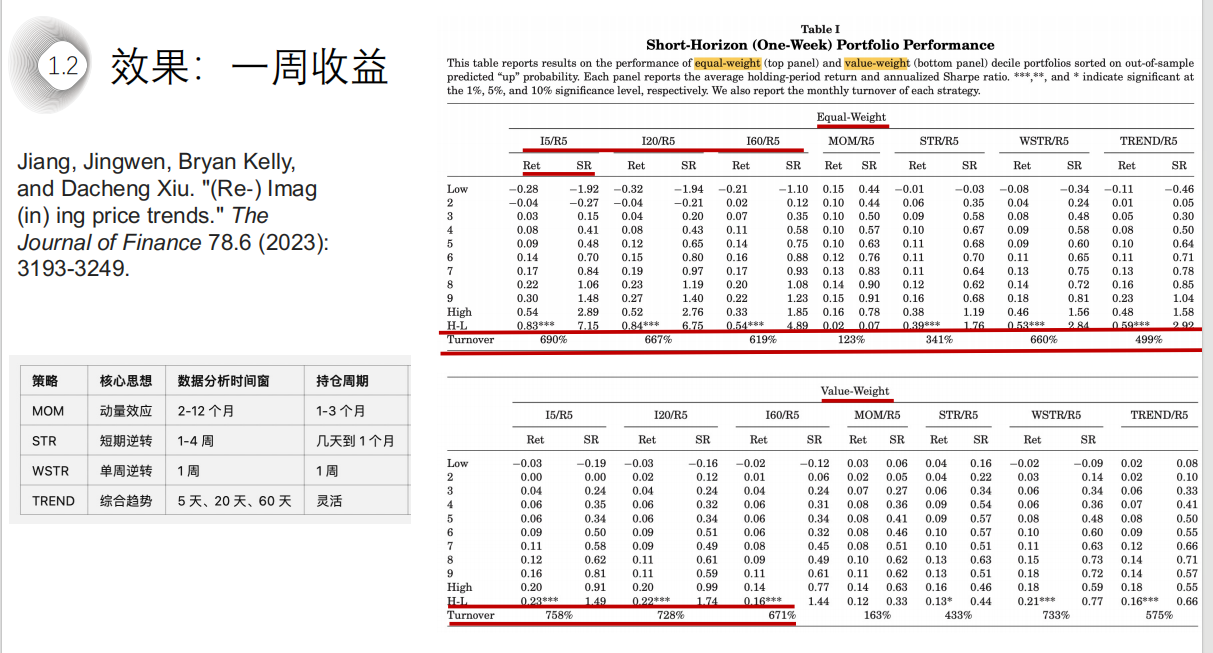 1.2
效果：一周收益
Jiang, Jingwen, Bryan Kelly,
and Dacheng Xiu. "(Re-) Imag
(in) ing price trends." The
Journal of Finance 78.6 (2023):
3193-3249.
策略 核心思想 数据分析时间窗 持仓周期
MOM 动量效应 2-12 个月 1-3 个月
STR 短期逆转 1-4 周 几天到 1 个月
WSTR 单周逆转 1 周 1 周
TREND 综合趋势 5 天、20 天、60 天 灵活
Table I
Short-Horizon (One-Week) Portfolio Performance
This table reports results on the performance of equal-weight (top panel) and value-weight (bottom panel) decile portfolios sorted on out-of-sample
predicted "up" probability. Each panel reports the average holding-period return and annualized Sharpe ratio. ***,**, and * indicate significant at
the 1%, 5%, and 10% significance level, respectively. We also report the monthly turnover of each strategy.
Equal-Weight
I5/R5 I20/R5 I60/R5 MOM/R5 STR/R5 WSTR/R5 TREND/R5
Ret SR Ret SR Ret SR Ret SR Ret SR Ret SR Ret SR
Low −0.28 −1.92 −0.32 −1.94 −0.21 −1.10 0.15 0.44 −0.01 −0.03 −0.08 −0.34 −0.11 −0.46
2 −0.04 −0.27 −0.04 −0.21 0.02 0.12 0.10 0.44 0.06 0.35 0.04 0.24 0.01 0.05
3 0.03 0.15 0.04 0.20 0.07 0.35 0.10 0.50 0.09 0.58 0.08 0.48 0.05 0.30
4 0.08 0.41 0.08 0.43 0.11 0.58 0.10 0.57 0.10 0.67 0.09 0.58 0.08 0.50
5 0.09 0.48 0.12 0.65 0.14 0.75 0.10 0.63 0.11 0.68 0.09 0.60 0.10 0.64
6 0.14 0.70 0.15 0.80 0.16 0.88 0.12 0.76 0.11 0.70 0.11 0.65 0.11 0.71
7 0.17 0.84 0.19 0.97 0.17 0.93 0.13 0.83 0.11 0.64 0.13 0.75 0.13 0.78
8 0.22 1.06 0.23 1.19 0.20 1.08 0.14 0.90 0.12 0.62 0.14 0.72 0.16 0.85
9 0.30 1.48 0.27 1.40 0.22 1.23 0.15 0.91 0.16 0.68 0.18 0.81 0.23 1.04
High 0.54 2.89 0.52 2.76 0.33 1.85 0.16 0.78 0.38 1.19 0.46 1.56 0.48 1.58
H-L 0.83*** 7.15 0.84*** 6.75 0.54*** 4.89 0.02 0.07 0.39*** 1.76 0.53*** 2.84 0.59*** 2.92
Turnover 690% 667% 619% 123% 341% 660% 499%
Value-Weight
I5/R5 I20/R5 I60/R5 MOM/R5 STR/R5 WSTR/R5 TREND/R5
Ret SR Ret SR Ret SR Ret SR Ret SR Ret SR Ret SR
Low −0.03 −0.19 −0.03 −0.16 −0.02 −0.12 0.03 0.06 0.04 0.16 −0.02 −0.09 0.02 0.08
2 0.00 0.00 0.02 0.12 0.01 0.06 0.02 0.05 0.04 0.22 0.03 0.14 0.02 0.10
3 0.04 0.24 0.04 0.24 0.04 0.24 0.07 0.27 0.06 0.34 0.06 0.34 0.06 0.33
4 0.06 0.35 0.06 0.32 0.06 0.31 0.08 0.36 0.09 0.54 0.06 0.36 0.07 0.41
5 0.06 0.34 0.06 0.34 0.06 0.34 0.08 0.41 0.09 0.57 0.08 0.48 0.08 0.50
6 0.09 0.50 0.09 0.51 0.06 0.32 0.08 0.46 0.10 0.57 0.10 0.60 0.09 0.55
7 0.11 0.58 0.09 0.49 0.08 0.45 0.08 0.51 0.10 0.51 0.11 0.63 0.12 0.66
8 0.12 0.62 0.11 0.61 0.09 0.49 0.10 0.62 0.13 0.63 0.15 0.73 0.14 0.71
9 0.16 0.81 0.11 0.59 0.11 0.61 0.11 0.62 0.13 0.51 0.18 0.72 0.14 0.57
High 0.20 0.91 0.20 0.99 0.14 0.77 0.14 0.63 0.16 0.46 0.18 0.59 0.18 0.55
H-L 0.23*** 1.49 0.22*** 1.74 0.16*** 1.44 0.12 0.33 0.13* 0.44 0.21*** 0.77 0.16*** 0.66
Turnover 758% 728% 671% 163% 433% 733% 575%